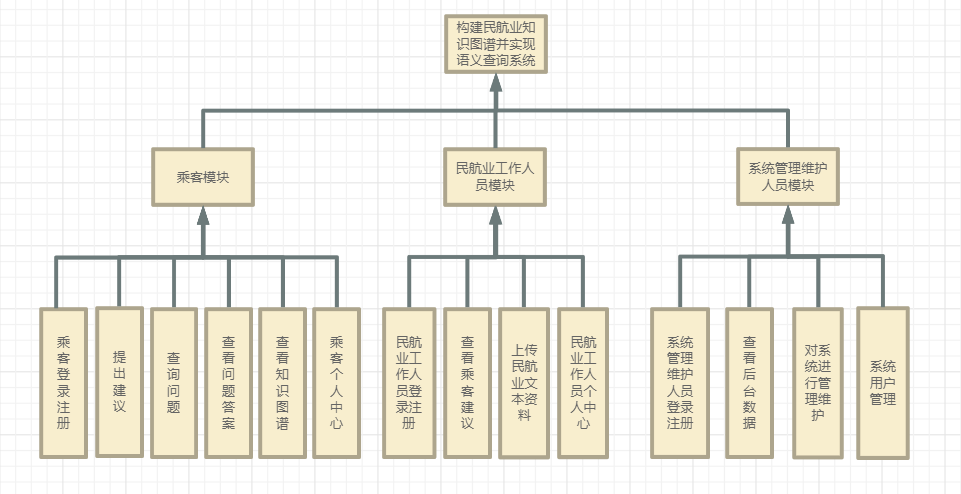 构建民航业知
识图谱并实现
语义查询系统
乘客模块
民航业工作人
员模块
系统管理维护
人员模块
乘
客
登
录
注
册
提
出
建
议
查
询
问
题
查
看
问
题
答
案
查
看
知
识
图
谱
乘
客
个
人
中
心
民航
业工
作人
员登
录注
册
查
看
乘
客
建
议
上传
民航
业文
本资
料
民航
业工
作人
员个
人中
心
系统
管理
维护
人员
登录
注册
查
看
后
台
数
据
对系
统进
行管
理维
护
系统
用户
管理